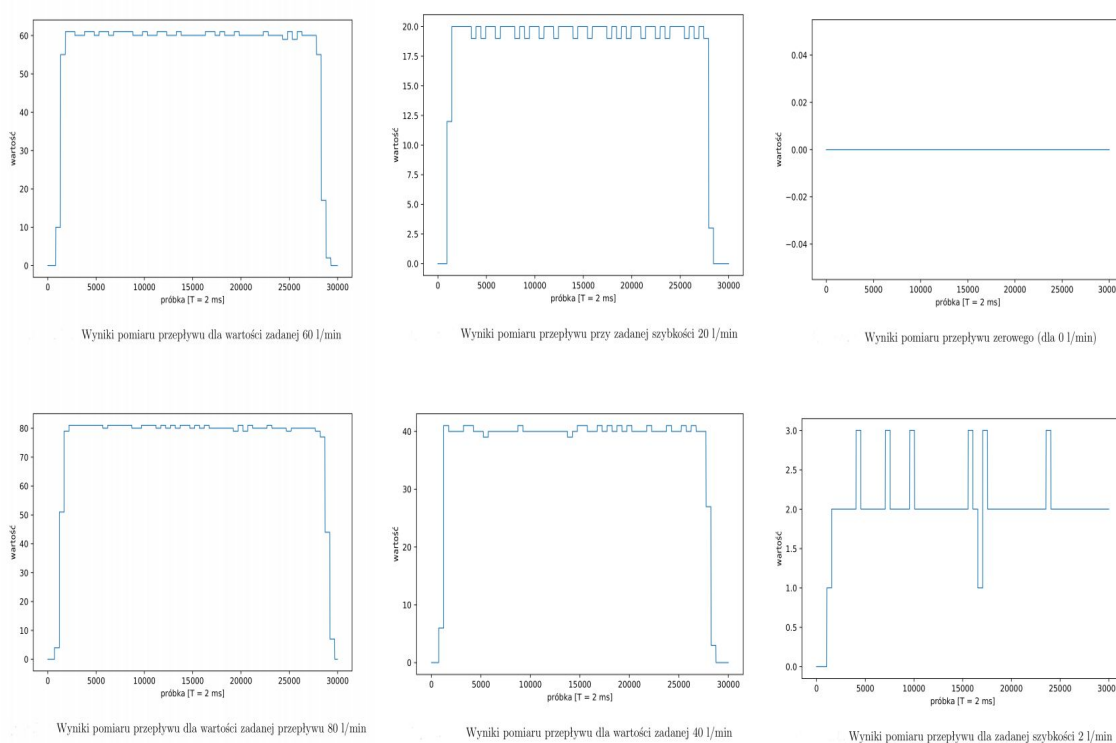 wartość
60
50
40
30
20
10
0
0 5000 10000 15000 20000 25000 30000
próbka [T = 2 ms]
Wyniki pomiaru przepływu dla wartości zadanej 60 l/min
wartość
20.0
17.5
15.0
12.5
10.0
7.5
5.0
2.5
0.0
0 5000 10000 15000 20000 25000 30000
próbka [T = 2 ms]
Wyniki pomiaru przepływu przy zadanej szybkości 20 l/min
wartość
0.04
0.02
0.00
−0.02
−0.04
0 5000 10000 15000 20000 25000 3000
próbka [T = 2 ms]
Wyniki pomiaru przepływu zerowego (dla 0 l/min)
wartość
80
70
60
50
40
30
20
10
0
0 5000 10000 15000 20000 25000 30000
próbka [T = 2 ms]
Wyniki pomiaru przepływu dla wartości zadanej przepływu 80 l/min
wartość
40
30
20
10
0
0 5000 10000 15000 20000 25000 30000
próbka [T = 2 ms]
Wyniki pomiaru przepływu dla wartości zadanej 40 l/min
wartość
3.0
2.5
2.0
1.5
1.0
0.5
0.0
0 5000 10000 15000 20000 25000 3000
próbka [T = 2 ms]
Wyniki pomiaru przepływu dla zadanej szybkości 2 l/min